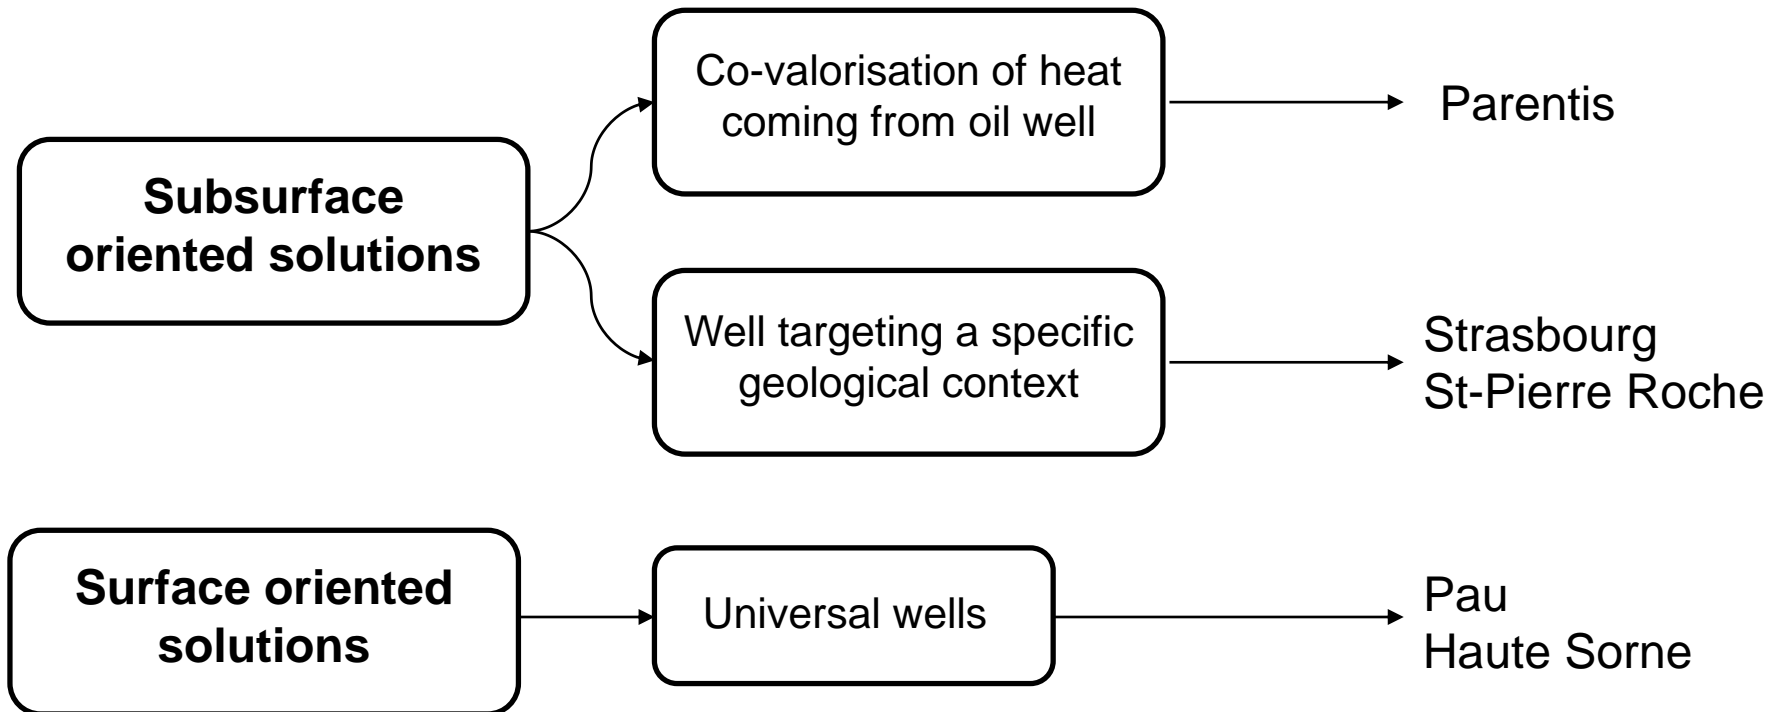 Co-valorisation of heat
coming from oil well
Parentis
Subsurface
oriented solutions
Well targeting a specific
geological context
Strasbourg
St-Pierre Roche
Surface oriented
solutions
Universal wells
Pau
Haute Sorne